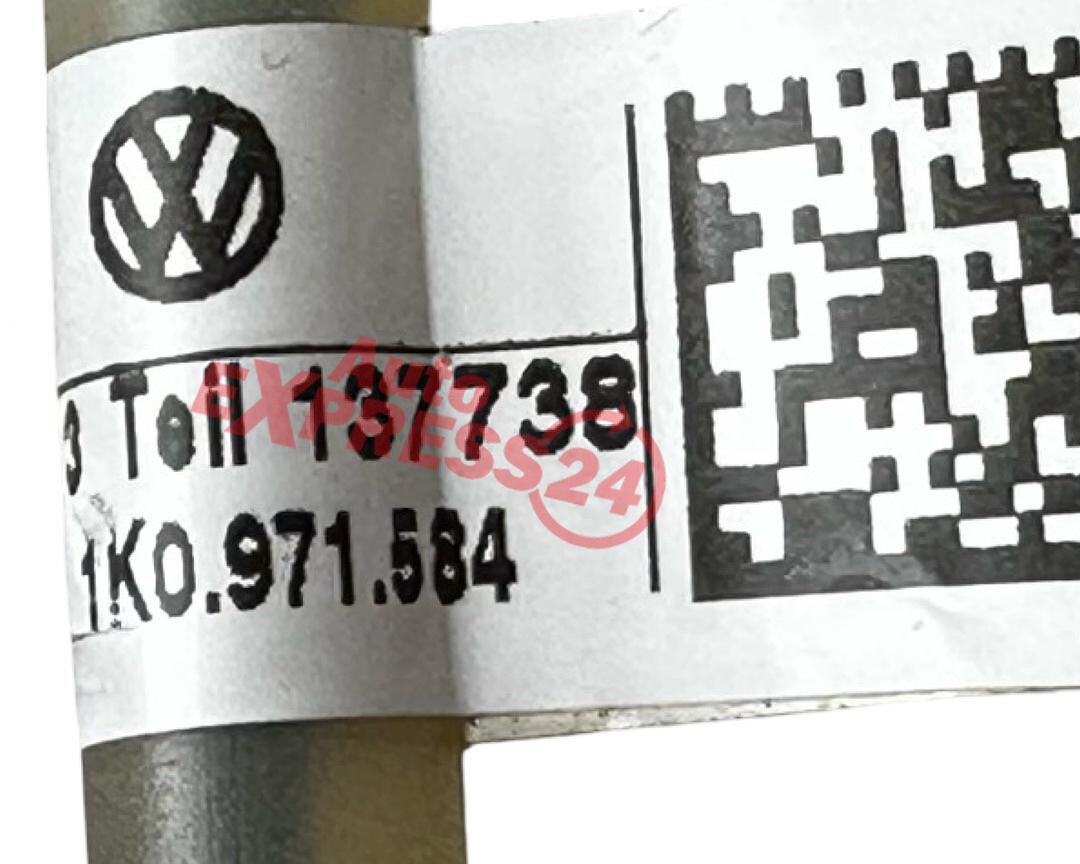 3 Teil 137738
1K0.971.584
Auto
EXPRESS24